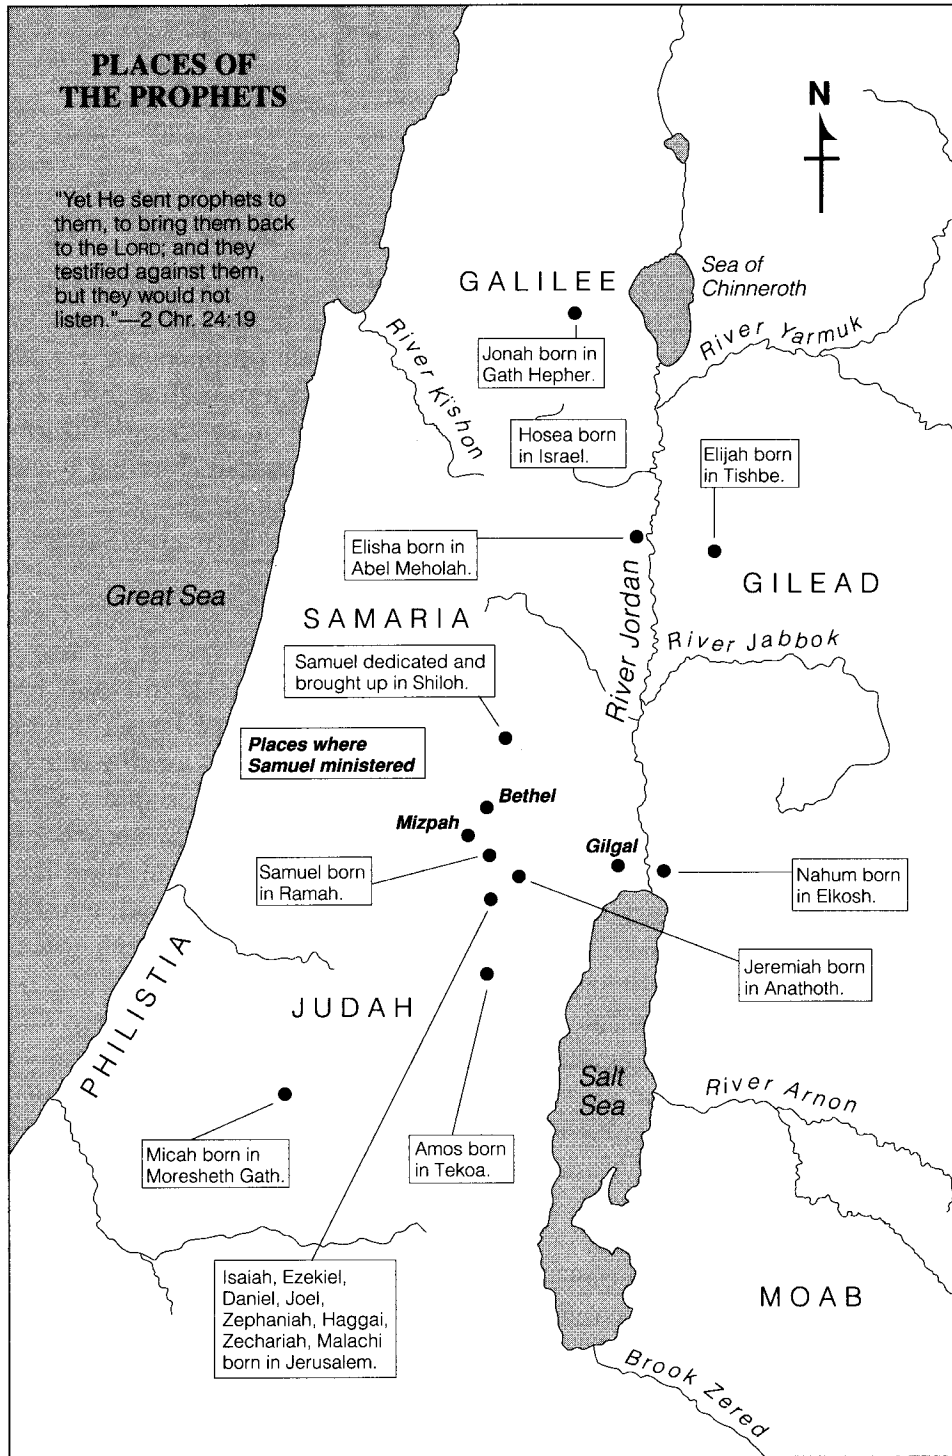 PLACES OF
THE PROPHETS
"Yet He sent prophets to
them, to bring them back
to the LORD; and they
testified against them,
but they would not
listen."—2 Chr. 24:19
N
GALILEE
Sea of
Chinneroth
River Kishon
Jonah born in
Gath Hepher.
River Yarmuk
Hosea born
in Israel.
Elijah born
in Tishbe.
Elisha born in
Abel Meholah.
Great Sea
GILEAD
SAMARIA
River Jordan
River Jabbok
Samuel dedicated and
brought up in Shiloh.
Places where
Samuel ministered
Bethel
Mizpah
Gilgal
Samuel born
in Ramah.
Nahum born
in Elkosh.
PHILISTIA
JUDAH
Jeremiah born
in Anathoth.
Salt
Sea
River Arnon
Micah born in
Moresheth Gath.
Amos born
in Tekoa.
Isaiah, Ezekiel,
Daniel, Joel,
Zephaniah, Haggai,
Zechariah, Malachi
born in Jerusalem.
MOAB
Brook Zered